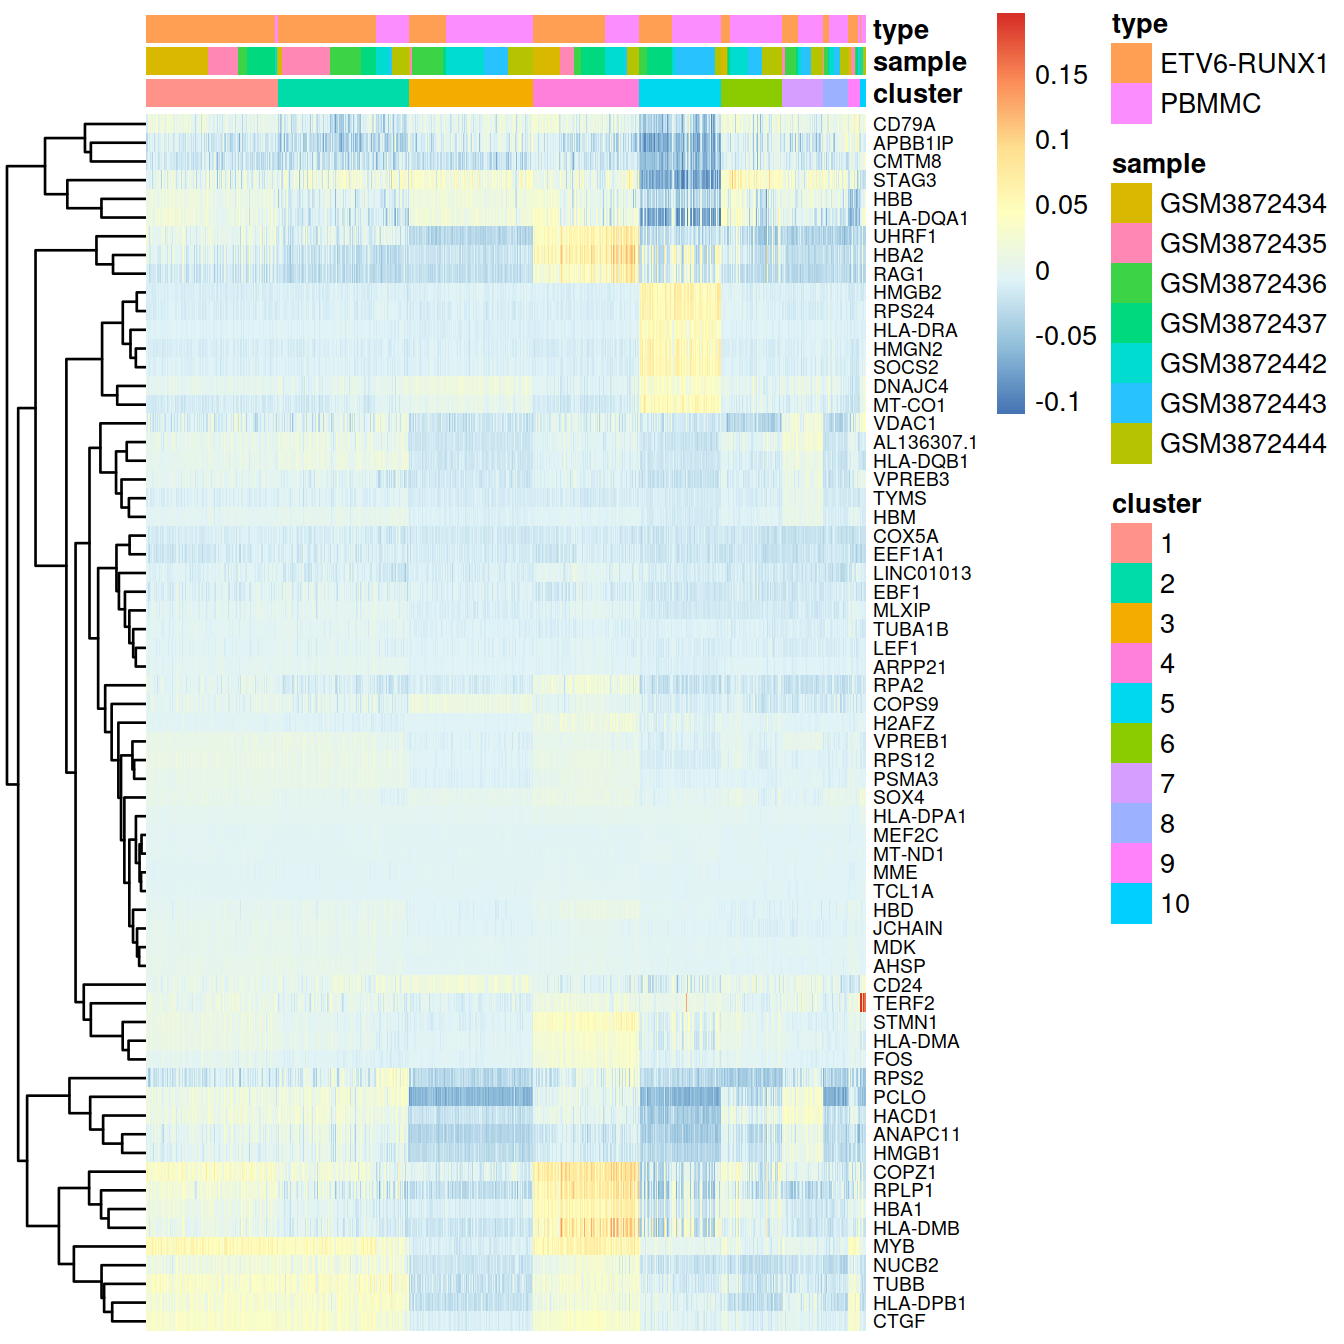 type
sample
cluster
CD79A
APBB1IP
CMTM8
STAG3
HBB
HLA-DQA1
UHRF1
HBA2
RAG1
HMGB2
RPS24
HLA-DRA
HMGN2
SOCS2
DNAJC4
MT-CO1
VDAC1
AL136307.1
HLA-DQB1
VPREB3
TYMS
HBM
COX5A
EEF1A1
LINC01013
EBF1
MLXIP
TUBA1B
LEF1
ARPP21
RPA2
COPS9
H2AFZ
VPREB1
RPS12
PSMA3
SOX4
HLA-DPA1
MEF2C
MT-ND1
MME
TCL1A
HBD
JCHAIN
MDK
AHSP
CD24
TERF2
STMN1
HLA-DMA
FOS
RPS2
PCLO
HACD1
ANAPC11
HMGB1
COPZ1
RPLP1
HBA1
HLA-DMB
MYB
NUCB2
TUBB
HLA-DPB1
CTGF
0.15
0.1
0.05
0
-0.05
-0.1
type
ETV6-RUNX1
PBMMC
sample
GSM3872434
GSM3872435
GSM3872436
GSM3872437
GSM3872442
GSM3872443
GSM3872444
cluster
1
2
3
4
5
6
7
8
9
10